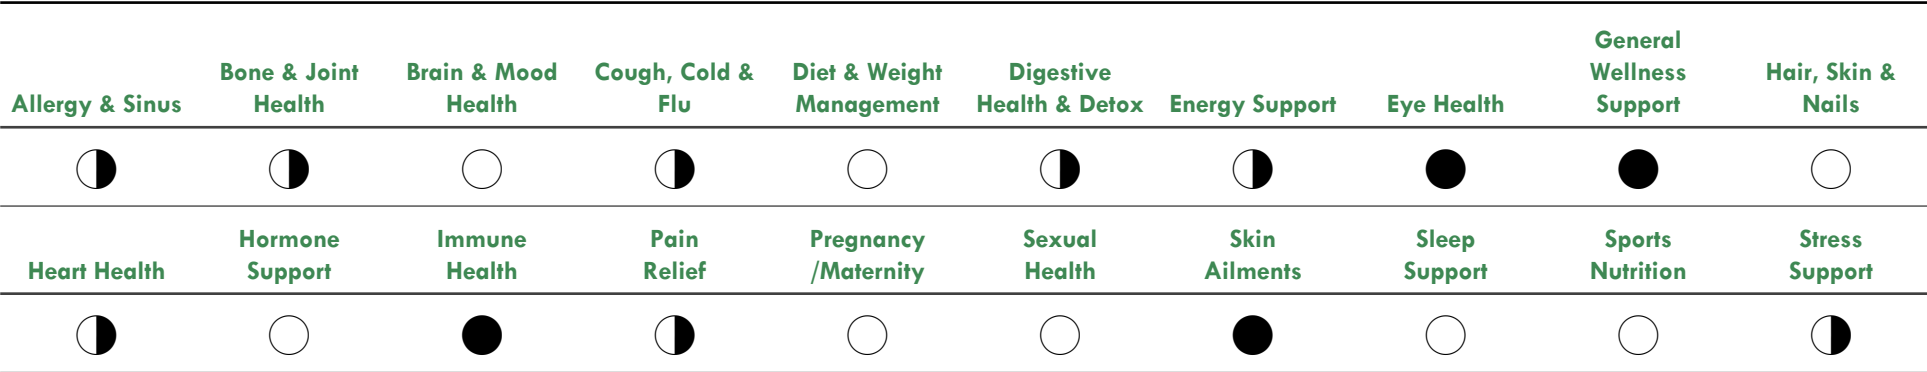 General
Bone & Joint Brain & Mood Cough, Cold & Diet & Weight Digestive Wellness Hair, Skin &
Allergy & Sinus Health Health Flu Management Health & Detox Energy Support Eye Health Support Nails
Hormone Immune Pain Pregnancy Sexual Skin Sleep Sports Stress
Heart Health Support Health Relief /Maternity Health Ailments Support Nutrition Support